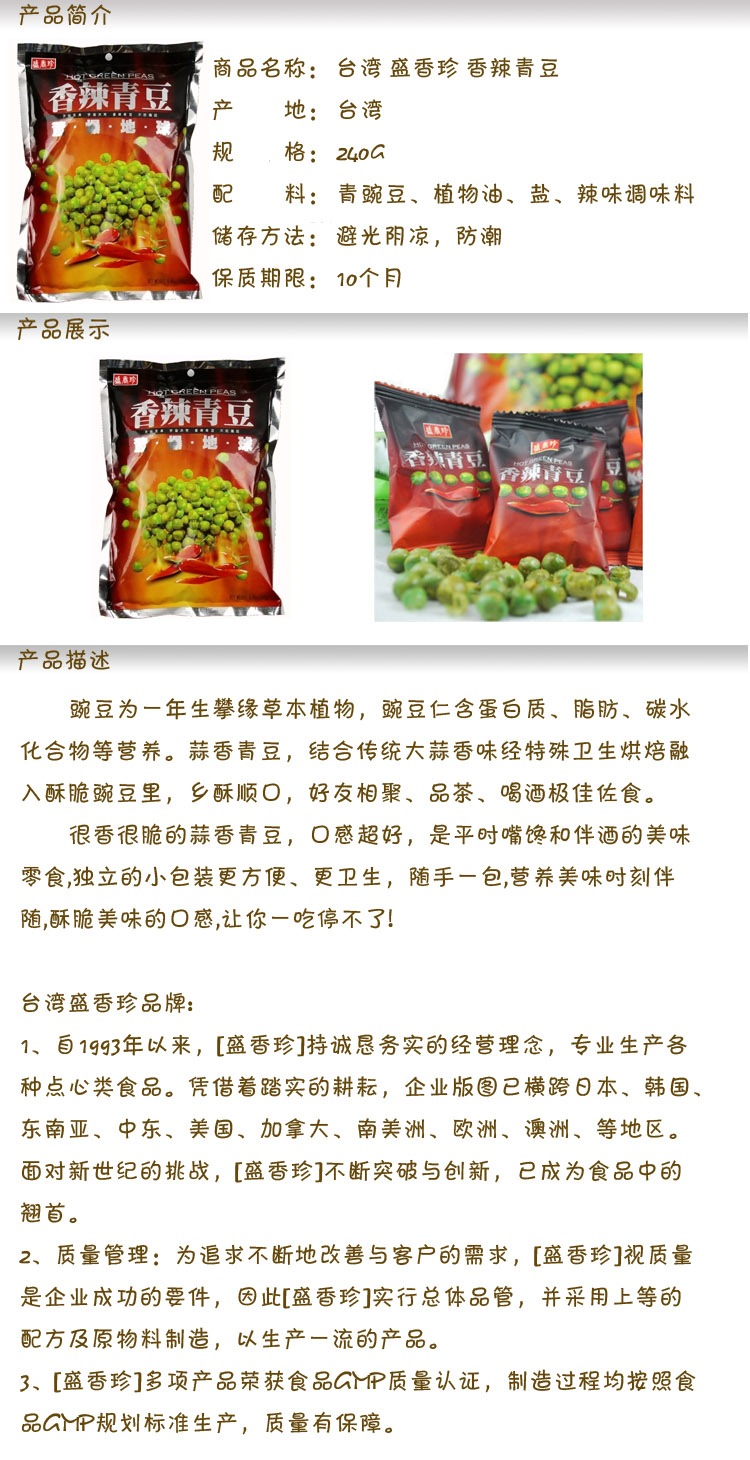 产品简介
盛香珍
HOT GREEN PEAS
香辣青豆
商品名称：台湾 盛香珍 香辣青豆
产 地：台湾
规 格：240G
配 料：青豌豆、植物油、盐、辣味调味料
储存方法：避光阴凉，防潮
保质期限：10个月
产品展示
盛香珍
HOT GREEN PEAS
香辣青豆
盛香珍
HOT GREEN PEAS
香辣青豆
盛香珍
HOT GREEN PEAS
香辣青豆
产品描述
豌豆为一年生攀缘草本植物，豌豆仁含蛋白质、脂肪、碳水
化合物等营养。蒜香青豆，结合传统大蒜香味经特殊卫生烘焙融
入酥脆豌豆里，乡酥顺口，好友相聚、品茶、喝酒极佳佐食。
很香很脆的蒜香青豆，口感超好，是平时嘴馋和伴酒的美味
零食,独立的小包装更方便、更卫生，随手一包,营养美味时刻伴
随,酥脆美味的口感,让你一吃停不了!
台湾盛香珍品牌:
1、自1993年以来，[盛香珍]持诚恳务实的经营理念，专业生产各
种点心类食品。凭借着踏实的耕耘，企业版图已横跨日本、韩国、
东南亚、中东、美国、加拿大、南美洲、欧洲、澳洲、等地区。
面对新世纪的挑战，[盛香珍]不断突破与创新，已成为食品中的
翘首。
2、质量管理：为追求不断地改善与客户的需求，[盛香珍]视质量
是企业成功的要件，因此[盛香珍]实行总体品管，并采用上等的
配方及原物料制造，以生产一流的产品。
3、[盛香珍]多项产品荣获食品GMP质量认证，制造过程均按照食
品GMP规划标准生产，质量有保障。